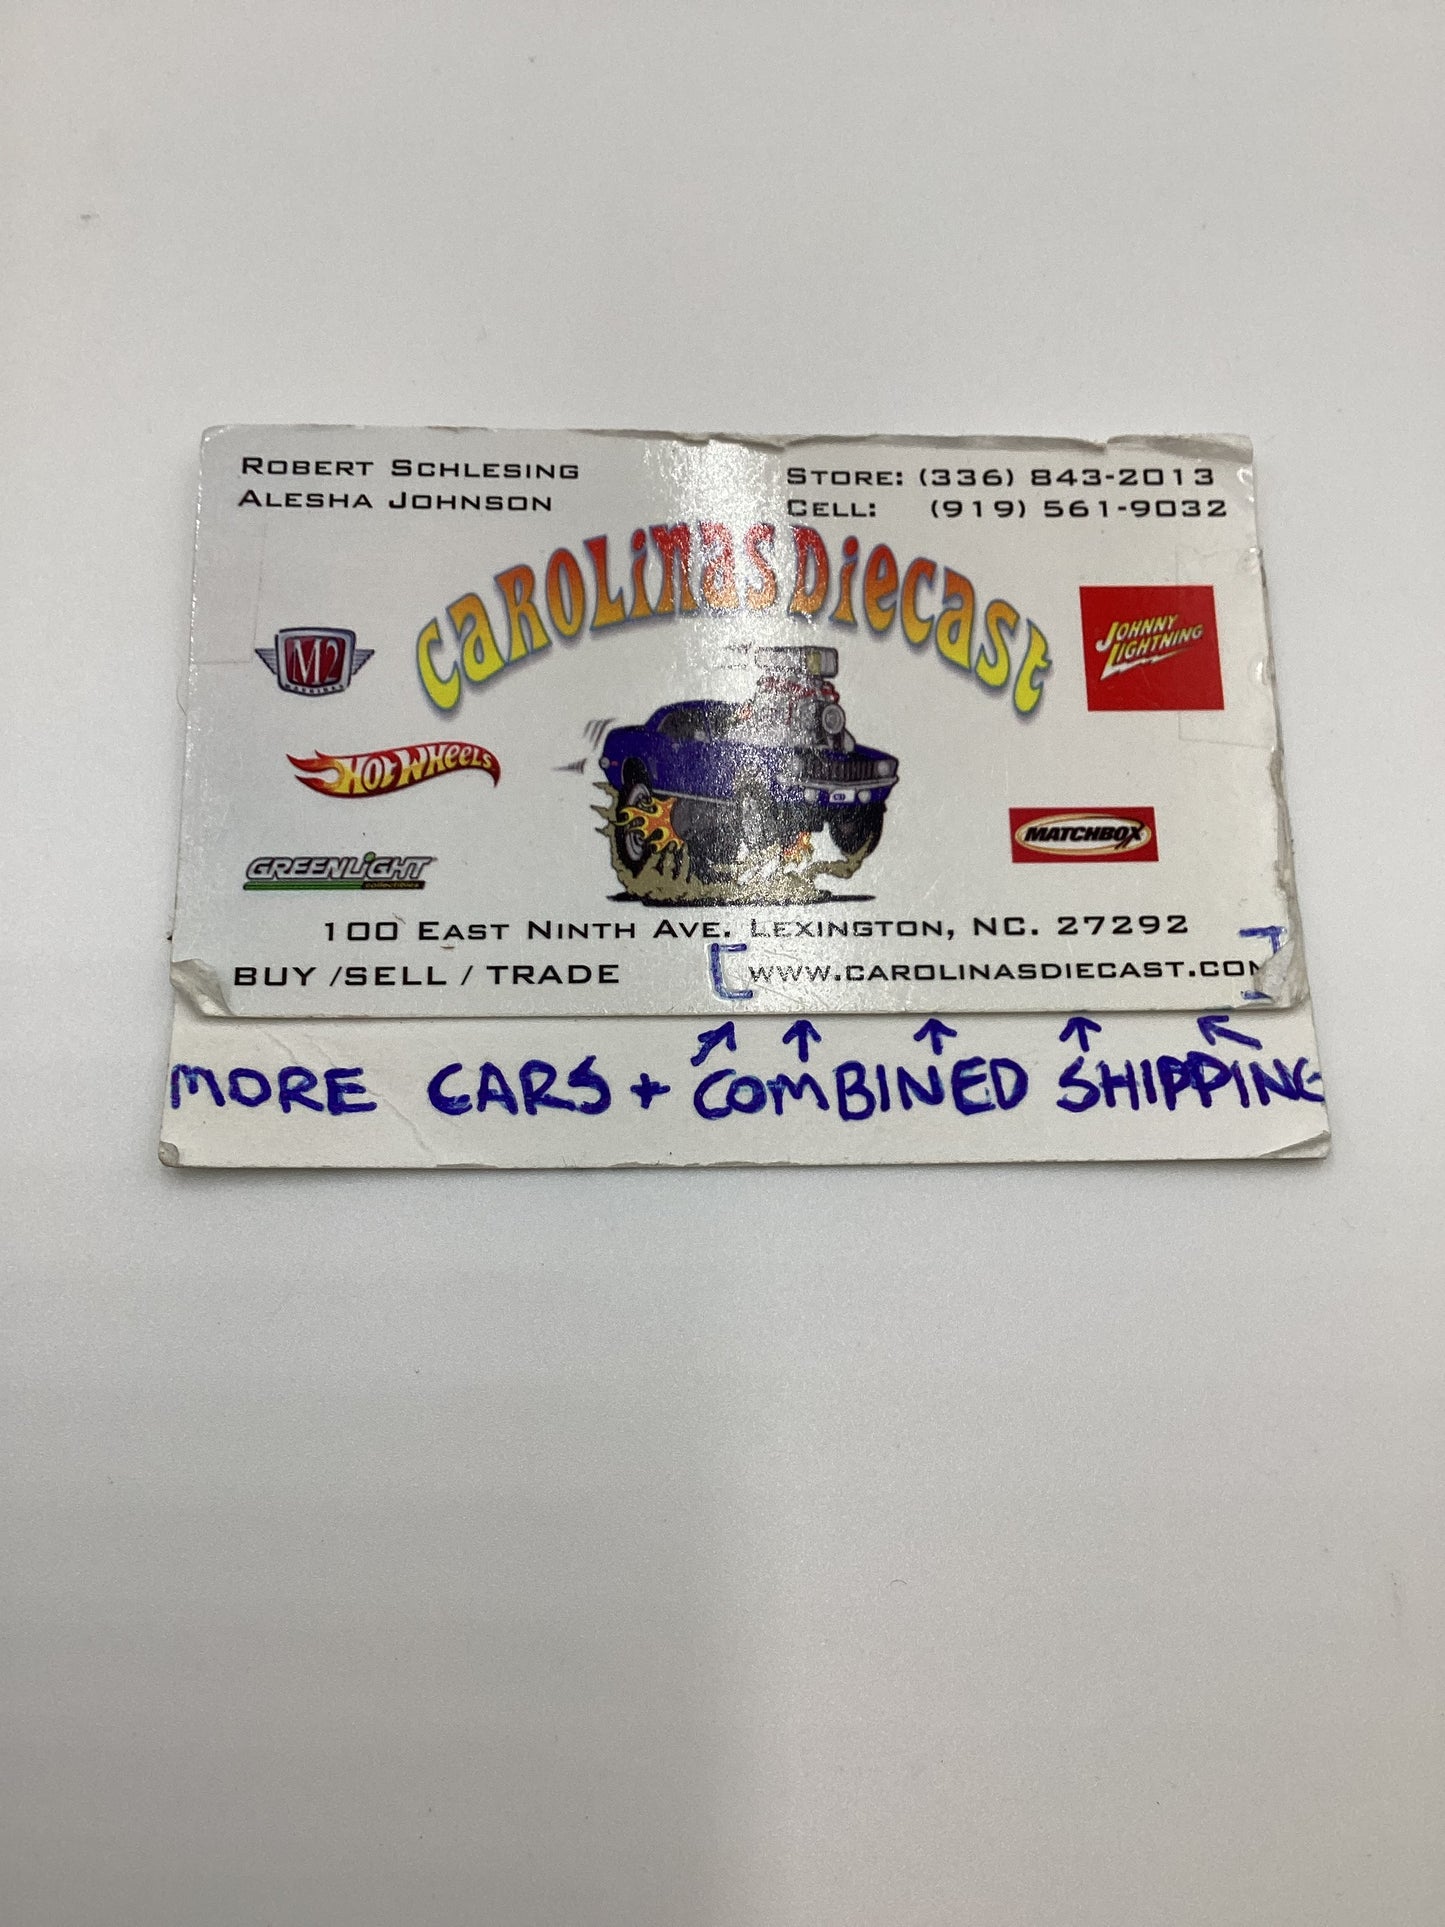 ROBERT SCHLESING
ALESHA JOHNSON
STORE: (336) 843-2013
CELL: (919) 561-9032
CAROLINAS DIECAST
M2
MACHINES
JOHNNY
LIGHTNING
HOT WHEELS
MATCHBOX
GREENLIGHT
collectibles
100 EAST NINTH AVE. LEXINGTON, NC. 27292
BUY /SELL / TRADE
[ WWW.CAROLINASDIECAST.COM ]
↗ ↑ ↑ ↑ ↖
MORE CARS + COMBINED SHIPPING